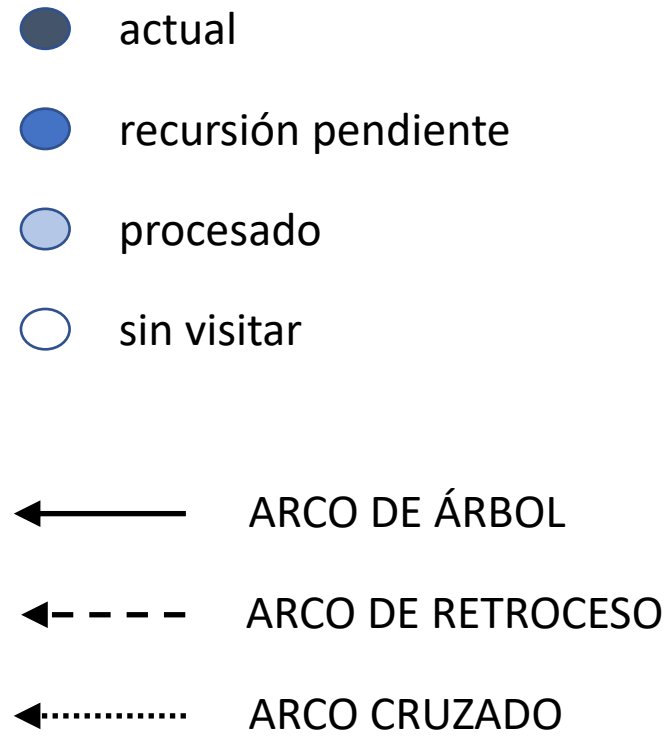 actual
recursión pendiente
procesado
sin visitar
ARCO DE ÁRBOL
ARCO DE RETROCESO
ARCO CRUZADO